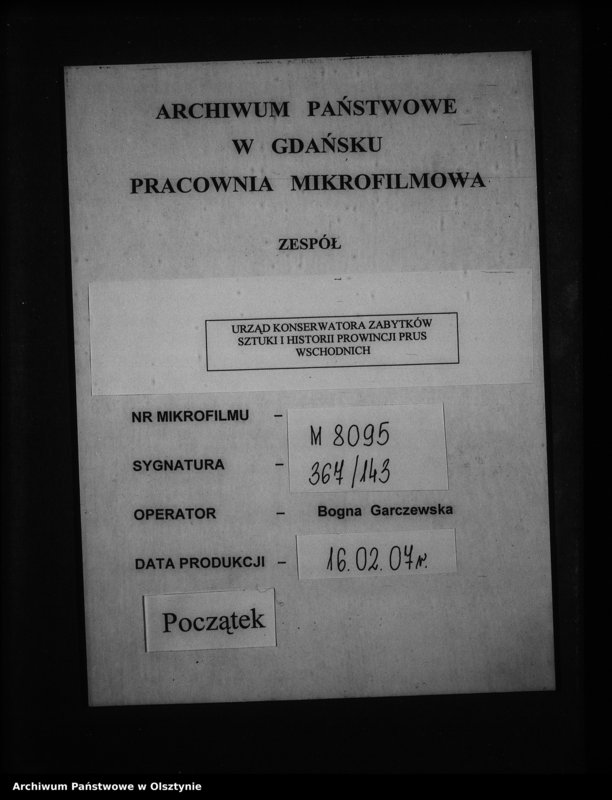 ARCHIWUM PAŃSTWOWE
W GDAŃSKU
PRACOWNIA MIKROFILMOWA
ZESPÓŁ
URZĄD KONSERWATORA ZABYTKÓW
SZTUKI I HISTORII PROWINCJI PRUS
WSCHODNICH
NR MIKROFILMU – M 8095
SYGNATURA – 367/143
OPERATOR – Bogna Garczewska
DATA PRODUKCJI – 16.02.07r.
Początek
Archiwum Państwowe w Olsztynie